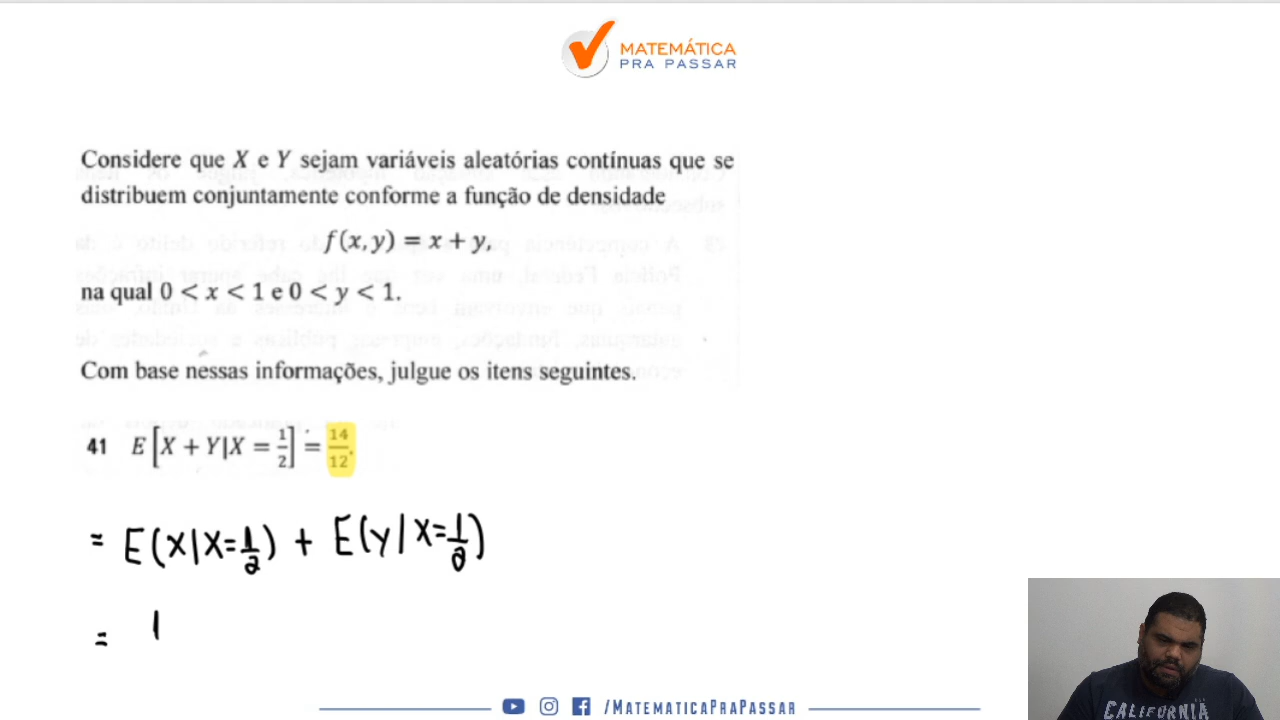 MATEMÁTICA
PRA PASSAR
Considere que X e Y sejam variáveis aleatórias contínuas que se
distribuem conjuntamente conforme a função de densidade
f(x, y) = x + y,
na qual 0 < x < 1 e 0 < y < 1.
Com base nessas informações, julgue os itens seguintes.
41 E[X + Y|X = 1/2] = 14/12.
= E(X|X=1/2) + E(Y|X=1/2)
= 1
CALIFORNIA
/MatematicaPraPassar